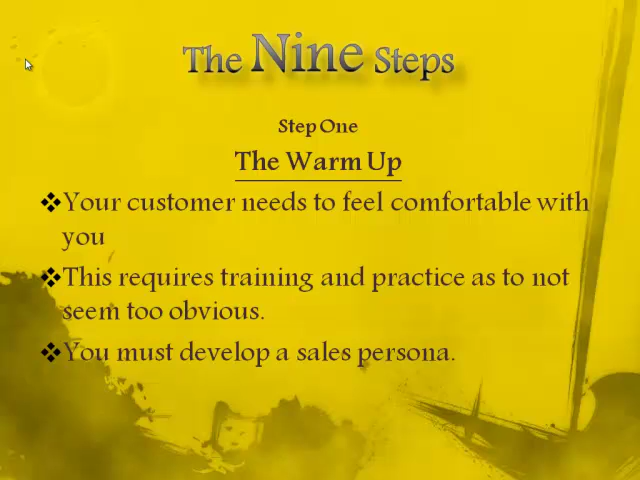 The Nine Steps
Step One
The Warm Up
Your customer needs to feel comfortable with
you
This requires training and practice as to not
seem too obvious.
You must develop a sales persona.